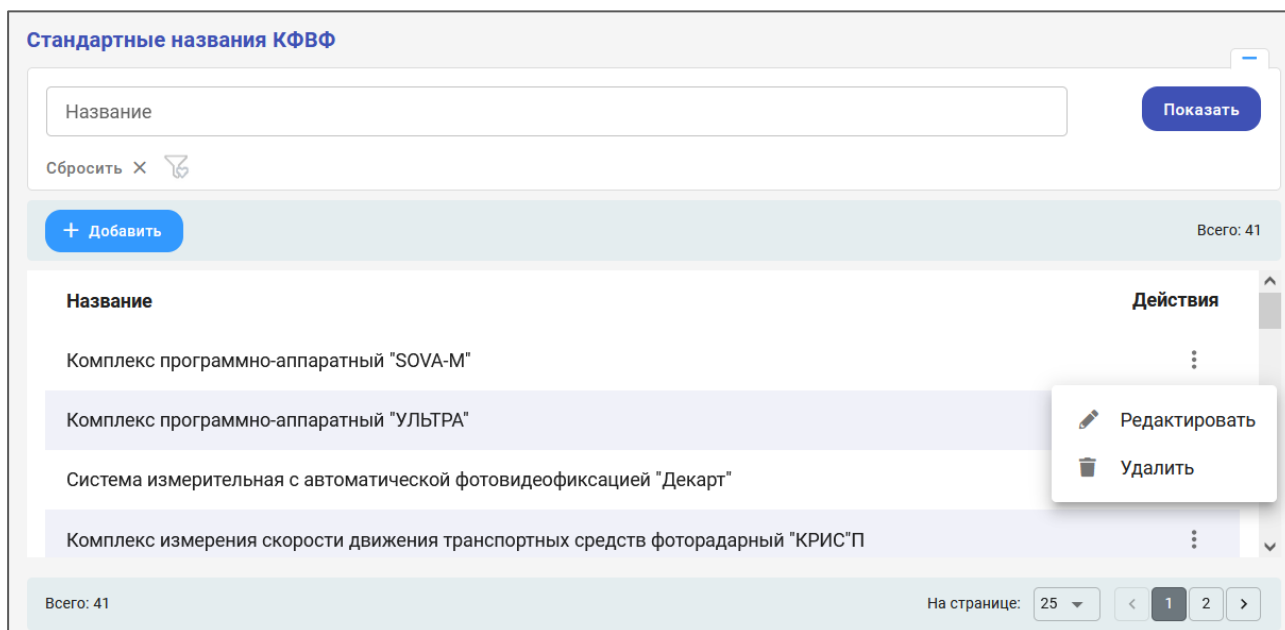 Стандартные названия КФВФ
Название
Показать
Сбросить
Добавить
Всего: 41
Название Действия
Комплекс программно-аппаратный "SOVA-M"
Комплекс программно-аппаратный "УЛЬТРА"
Редактировать
Система измерительная с автоматической фотовидеофиксацией "Декарт"
Удалить
Комплекс измерения скорости движения транспортных средств фоторадарный "КРИС"П
Всего: 41 На странице: 25 1 2